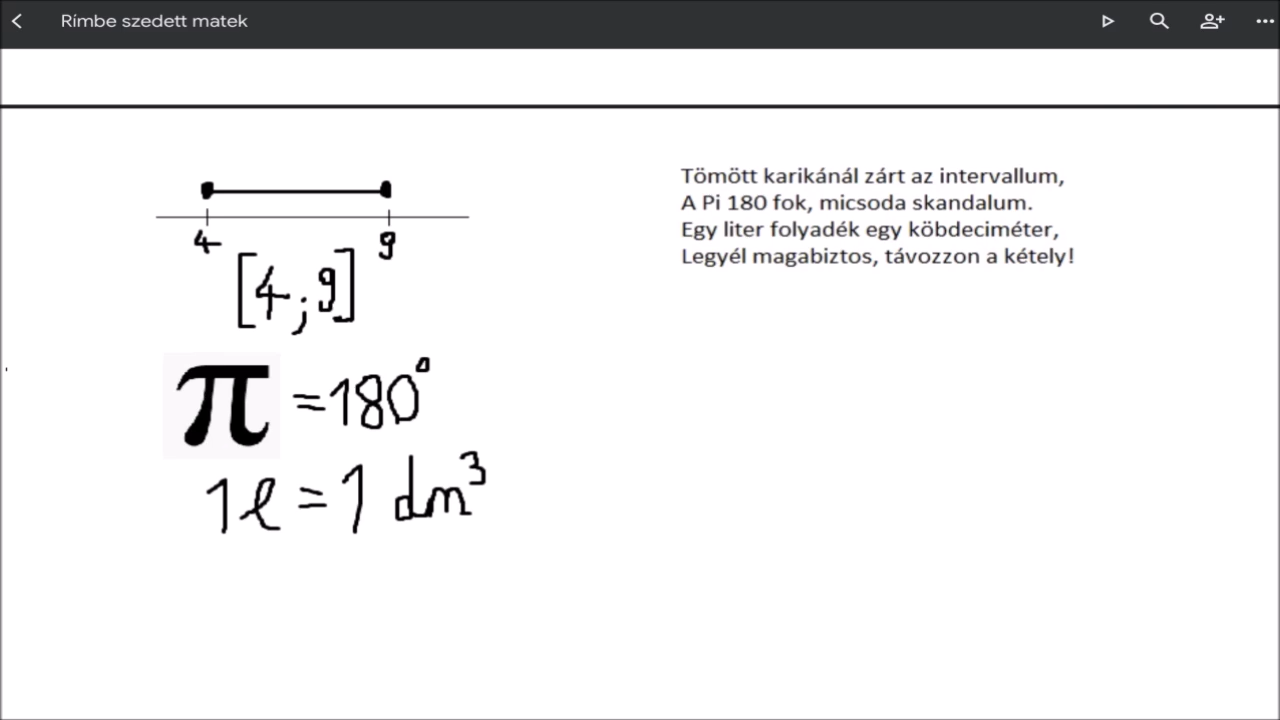 Rímbe szedett matek
4 9
[4;9]
π =180°
1l = 1 dm³
Tömött karikánál zárt az intervallum,
A Pi 180 fok, micsoda skandalum.
Egy liter folyadék egy köbdeciméter,
Legyél magabiztos, távozzon a kétely!